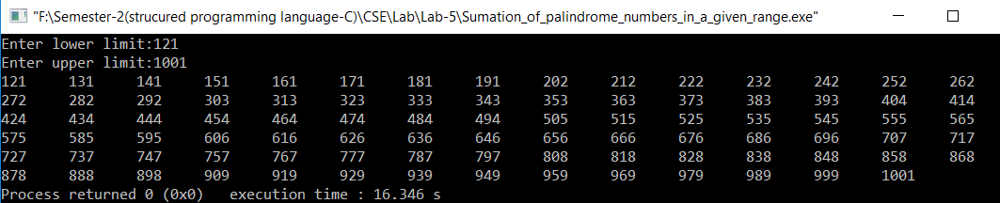 "F:\Semester-2(strucured programming language-C)\CSE\Lab\Lab-5\Sumation_of_palindrome_numbers_in_a_given_range.exe"
Enter lower limit:121
Enter upper limit:1001
121 131 141 151 161 171 181 191 202 212 222 232 242 252 262
272 282 292 303 313 323 333 343 353 363 373 383 393 404 414
424 434 444 454 464 474 484 494 505 515 525 535 545 555 565
575 585 595 606 616 626 636 646 656 666 676 686 696 707 717
727 737 747 757 767 777 787 797 808 818 828 838 848 858 868
878 888 898 909 919 929 939 949 959 969 979 989 999 1001
Process returned 0 (0x0) execution time : 16.346 s